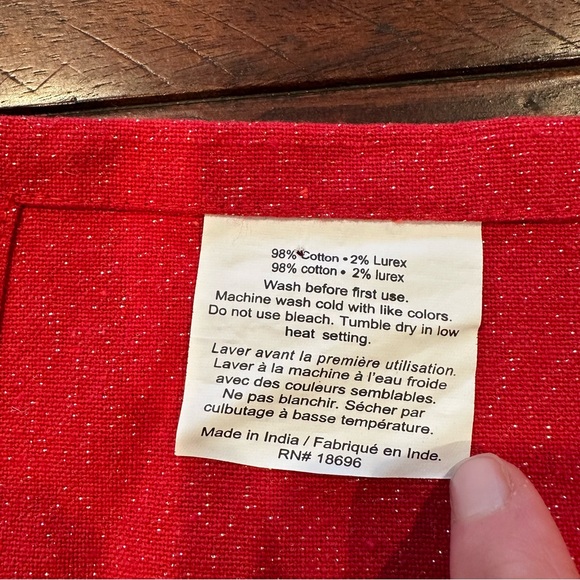 98% Cotton • 2% Lurex
98% cotton • 2% lurex
Wash before first use.
Machine wash cold with like colors.
Do not use bleach. Tumble dry in low
heat setting.
Laver avant la première utilisation.
Laver à la machine à l'eau froide
avec des couleurs semblables.
Ne pas blanchir. Sécher par
culbutage à basse température.
Made in India / Fabriqué en Inde.
RN# 18696